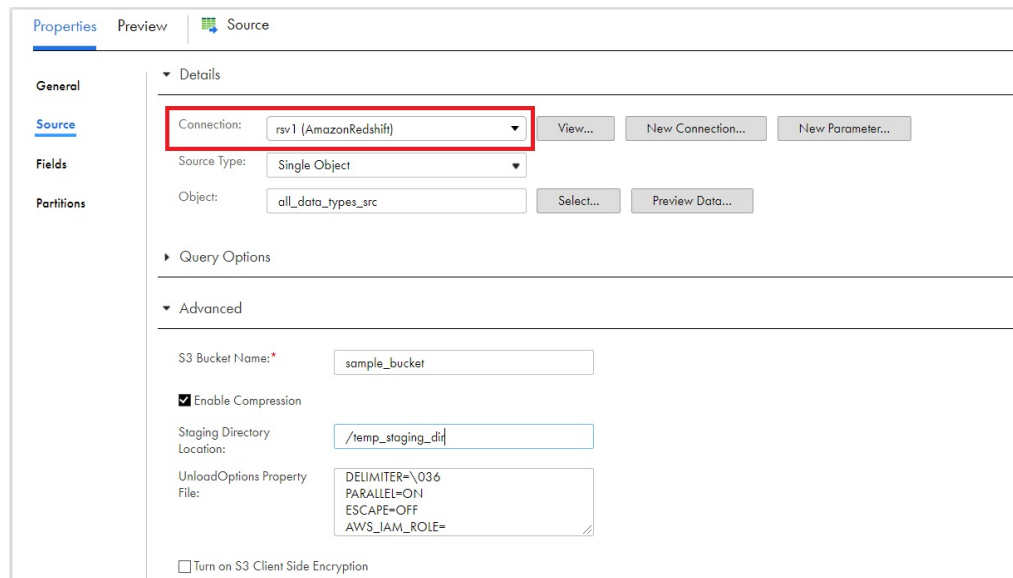 Properties Preview Source
General
Source
Fields
Partitions
Details
Connection: rsv1 (AmazonRedshift) View... New Connection... New Parameter...
Source Type: Single Object
Object: all_data_types_src Select... Preview Data...
Query Options
Advanced
S3 Bucket Name:* sample_bucket
Enable Compression
Staging Directory
Location: /temp_staging_dir
UnloadOptions Property
File:
DELIMITER=\036
PARALLEL=ON
ESCAPE=OFF
AWS_IAM_ROLE=
Turn on S3 Client Side Encryption